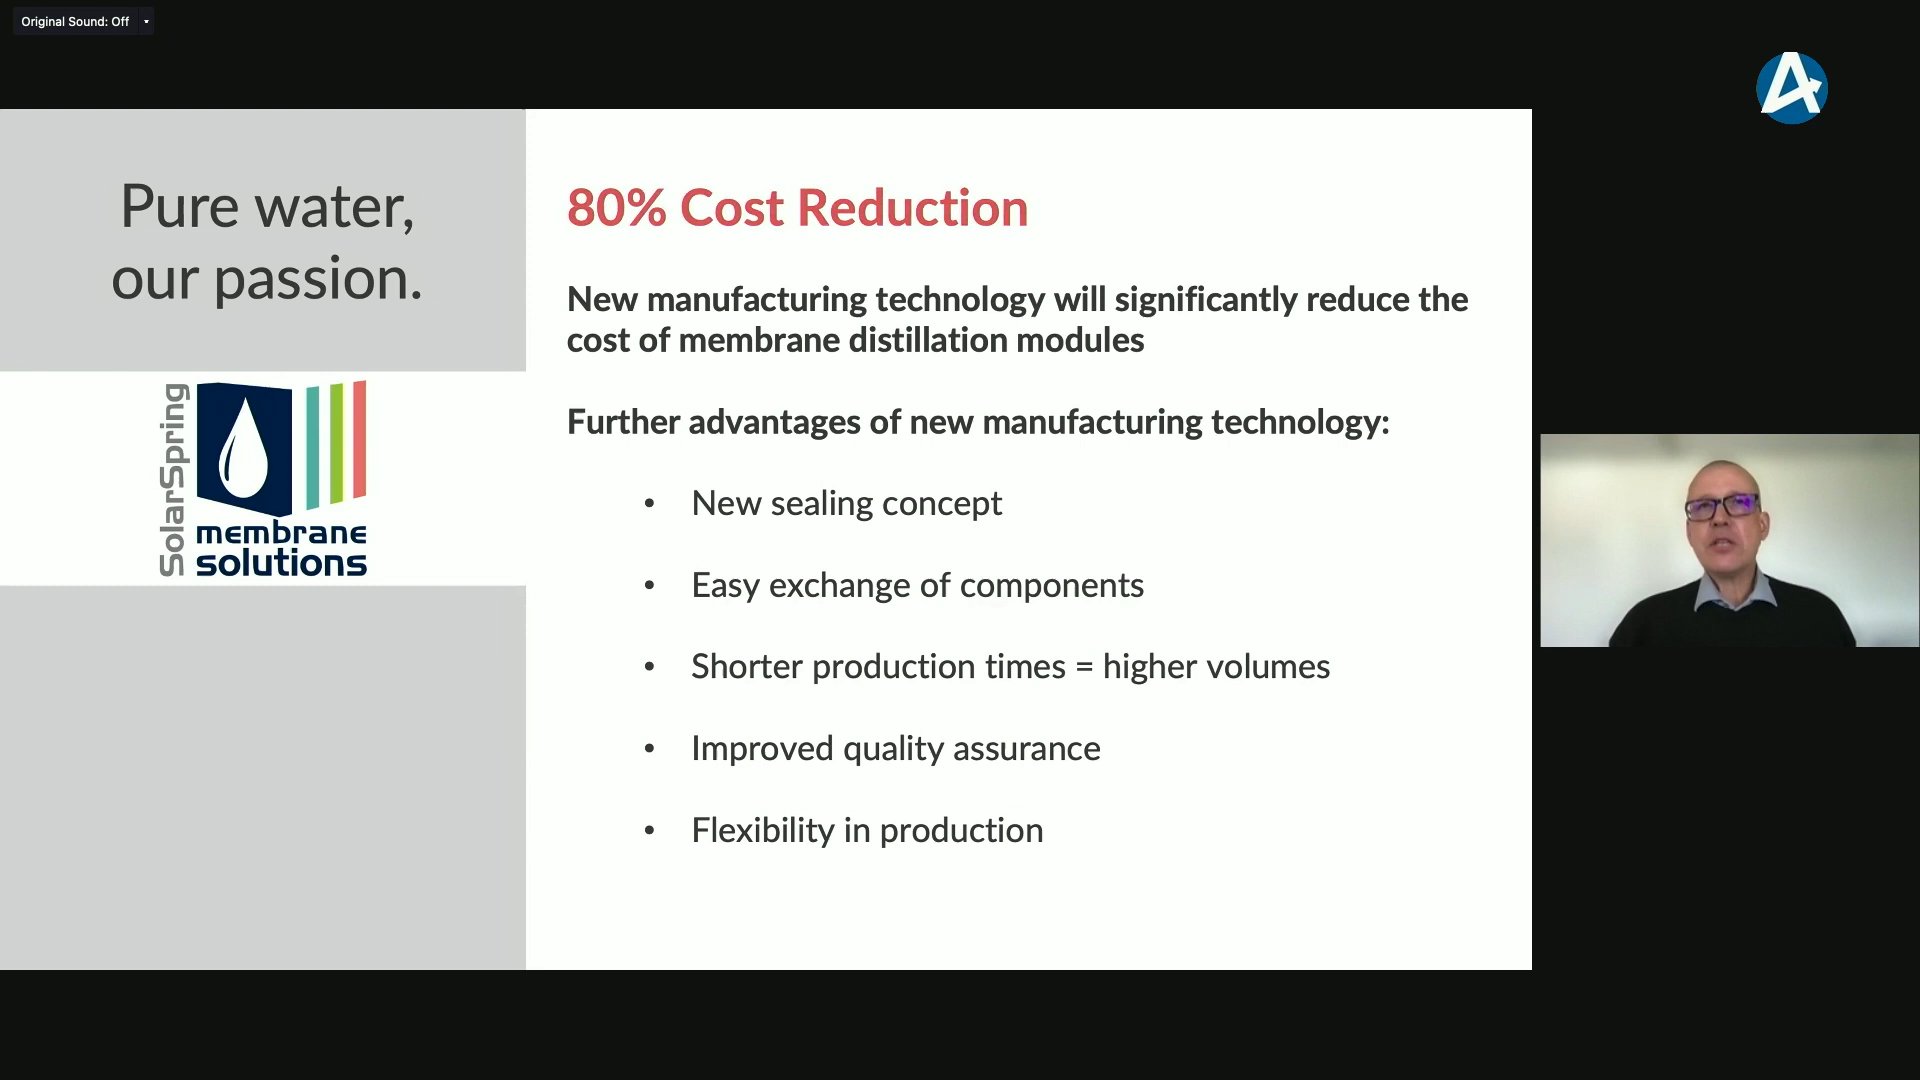 Original Sound: Off
Pure water,
our passion.
SolarSpring
membrane
solutions
80% Cost Reduction
New manufacturing technology will significantly reduce the
cost of membrane distillation modules
Further advantages of new manufacturing technology:
• New sealing concept
• Easy exchange of components
• Shorter production times = higher volumes
• Improved quality assurance
• Flexibility in production